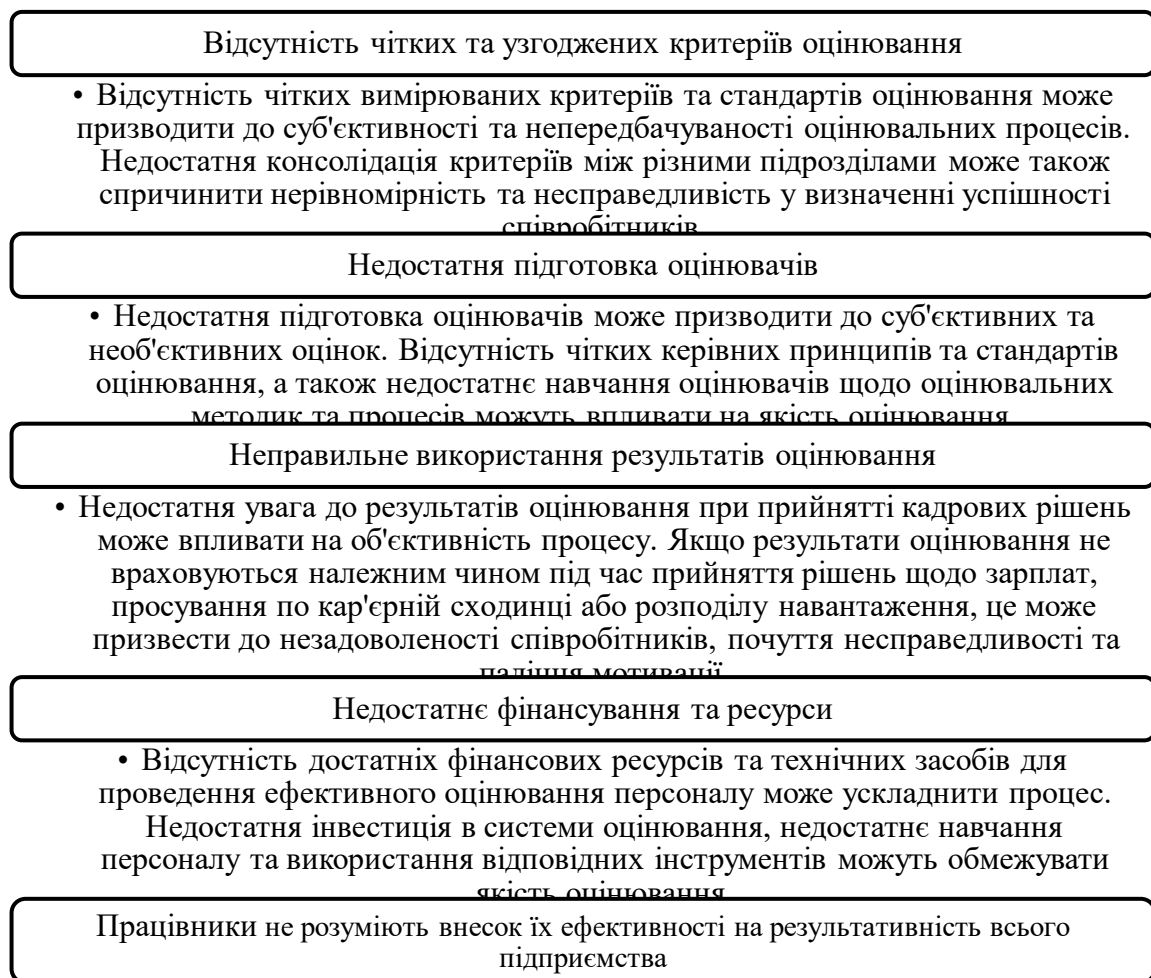 Відсутність чітких та узгоджених критеріїв оцінювання
• Відсутність чітких вимірюваних критеріїв та стандартів оцінювання може
призводити до суб'єктивності та непередбачуваності оцінювальних процесів.
Недостатня консолідація критеріїв між різними підрозділами може також
спричинити нерівномірність та несправедливість у визначенні успішності
співробітників
Недостатня підготовка оцінювачів
• Недостатня підготовка оцінювачів може призводити до суб'єктивних та
необ'єктивних оцінок. Відсутність чітких керівних принципів та стандартів
оцінювання, а також недостатнє навчання оцінювачів щодо оцінювальних
методик та процесів можуть впливати на якість оцінювання
Неправильне використання результатів оцінювання
• Недостатня увага до результатів оцінювання при прийнятті кадрових рішень
може впливати на об'єктивність процесу. Якщо результати оцінювання не
враховуються належним чином під час прийняття рішень щодо зарплат,
просування по кар'єрній сходинці або розподілу навантаження, це може
призвести до незадоволеності співробітників, почуття несправедливості та
падіння мотивації
Недостатнє фінансування та ресурси
• Відсутність достатніх фінансових ресурсів та технічних засобів для
проведення ефективного оцінювання персоналу може ускладнити процес.
Недостатня інвестиція в системи оцінювання, недостатнє навчання
персоналу та використання відповідних інструментів можуть обмежувати
якість оцінювання
Працівники не розуміють внесок їх ефективності на результативність всього
підприємства